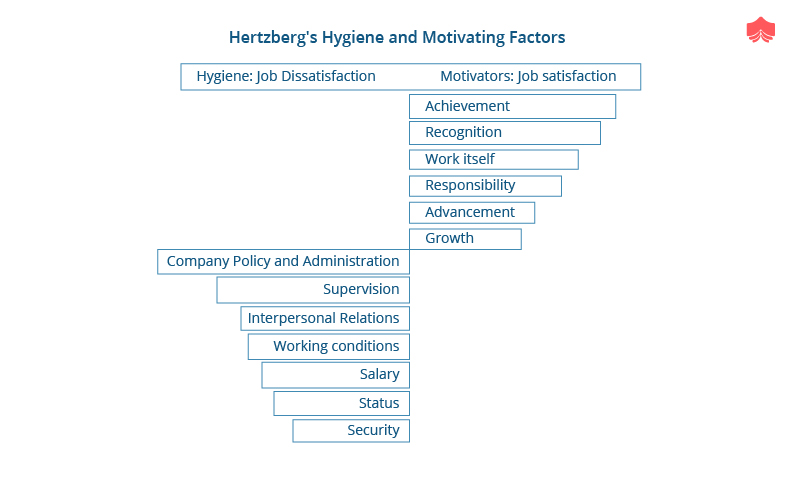 Hertzberg's Hygiene and Motivating Factors
Hygiene: Job Dissatisfaction Motivators: Job satisfaction
Achievement
Recognition
Work itself
Responsibility
Advancement
Growth
Company Policy and Administration
Supervision
Interpersonal Relations
Working conditions
Salary
Status
Security